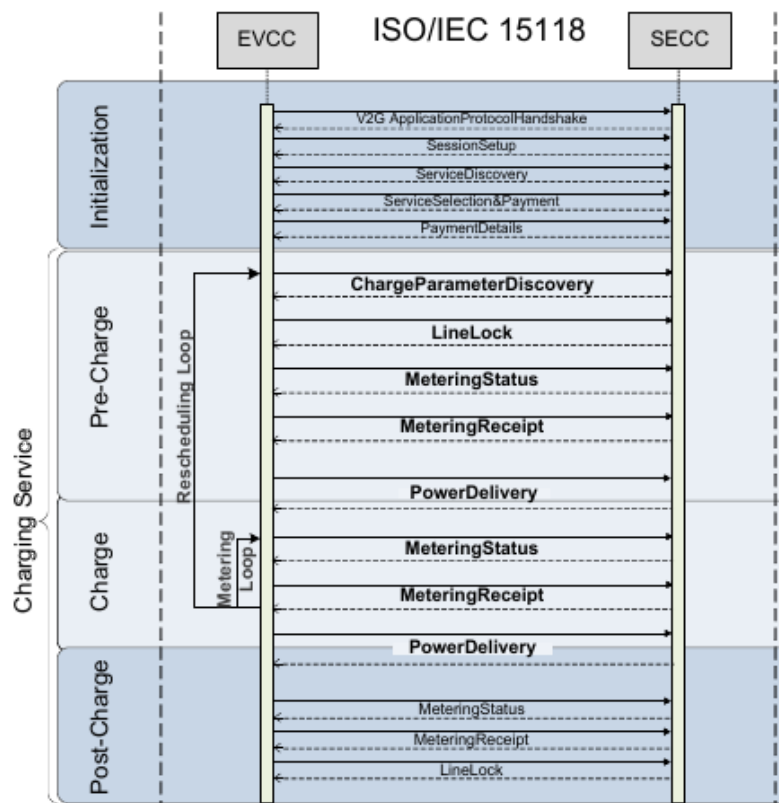 ISO/IEC 15118
EVCC
SECC
Initialization
V2G ApplicationProtocolHandshake
SessionSetup
ServiceDiscovery
ServiceSelection&Payment
PaymentDetails
Charging Service
Pre-Charge
Rescheduling Loop
ChargeParameterDiscovery
LineLock
MeteringStatus
MeteringReceipt
PowerDelivery
Charge
Metering
Loop
MeteringStatus
MeteringReceipt
PowerDelivery
Post-Charge
MeteringStatus
MeteringReceipt
LineLock